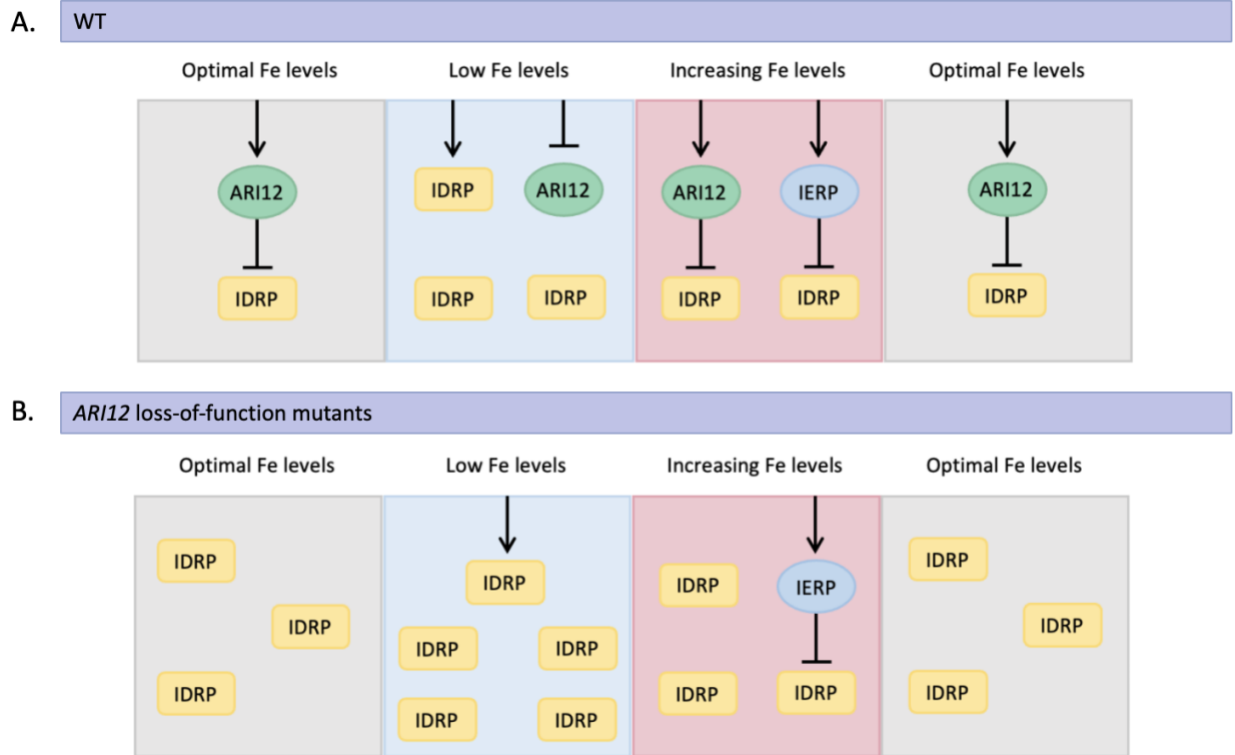 A. WT
Optimal Fe levels Low Fe levels Increasing Fe levels Optimal Fe levels
ARI12 IDRP ARI12 ARI12 IERP ARI12
IDRP IDRP IDRP IDRP IDRP IDRP
B. ARI12 loss-of-function mutants
Optimal Fe levels Low Fe levels Increasing Fe levels Optimal Fe levels
IDRP IDRP IDRP IERP IDRP
IDRP IDRP IDRP IDRP
IDRP IDRP IDRP IDRP IDRP IDRP IDRP